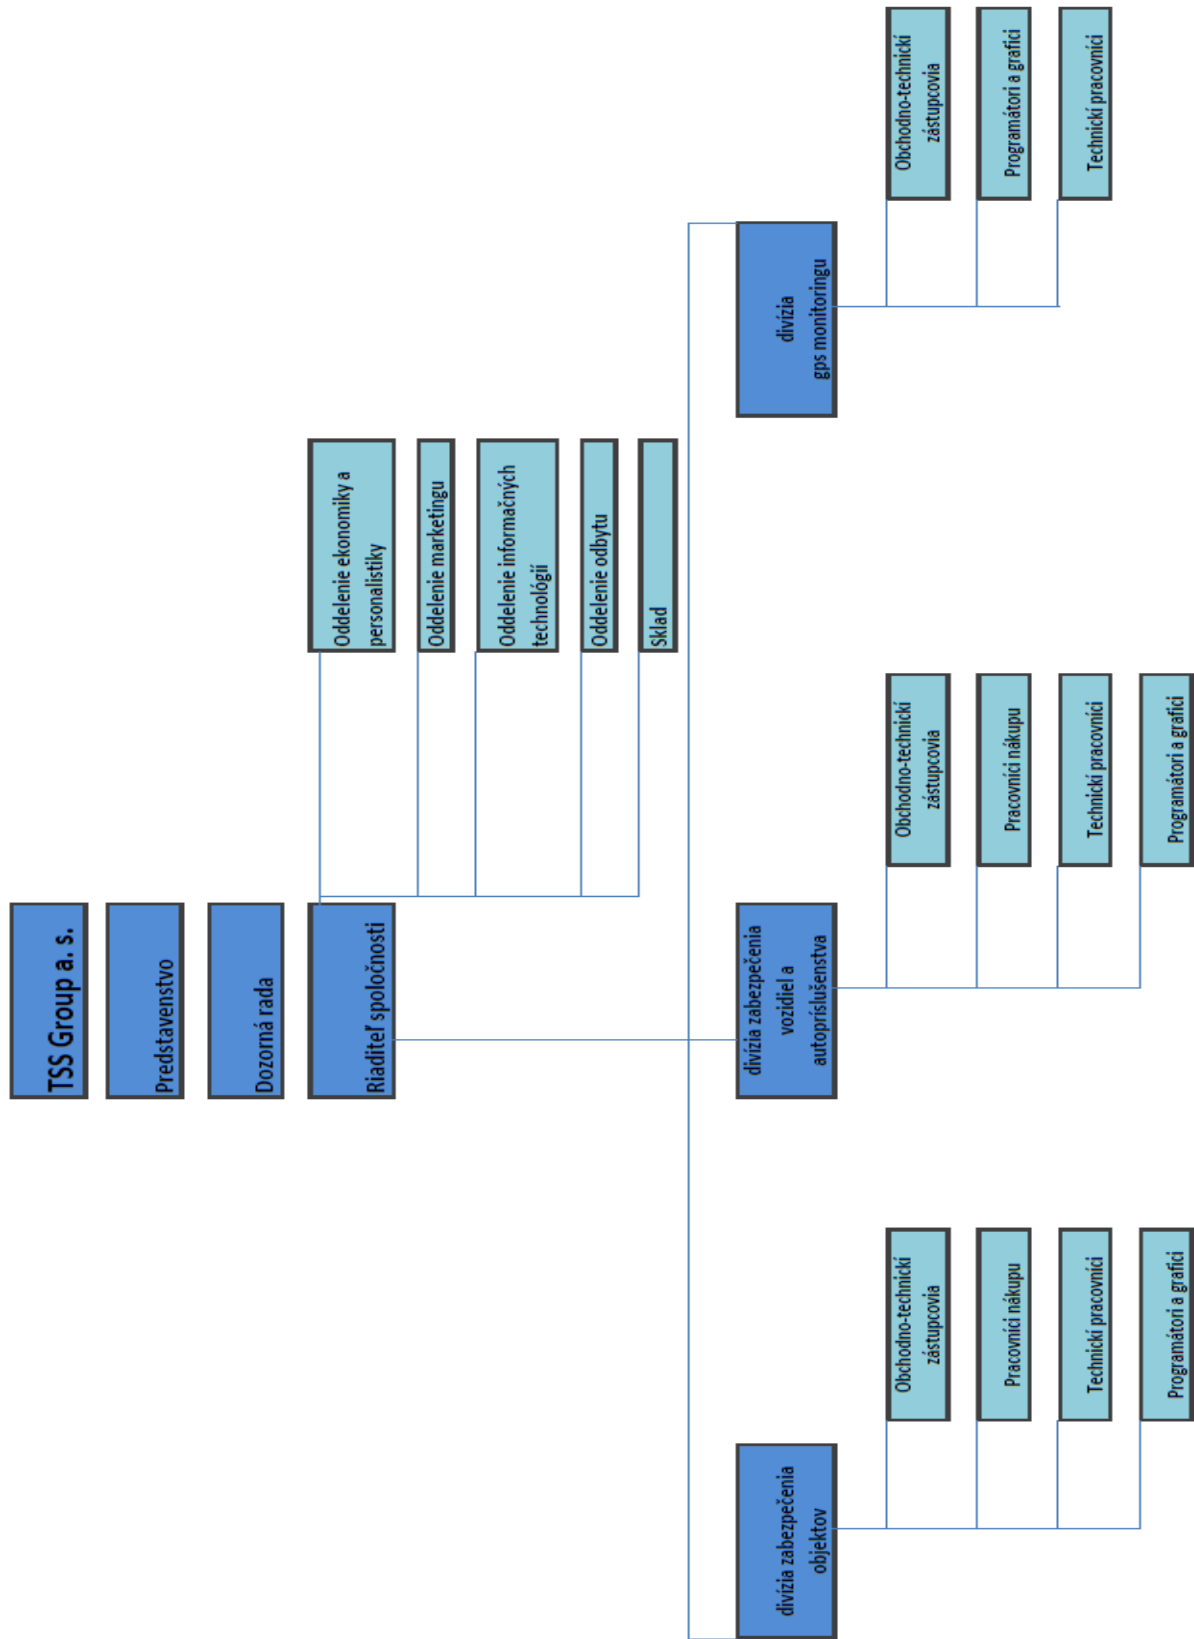 TSS Group a. s.
Predstavenstvo
Dozorná rada
Riaditeľ spoločnosti
Oddelenie ekonomiky a
personalistiky
Oddelenie marketingu
Oddelenie informačných
technológií
Oddelenie odbytu
Sklad
divízia zabezpečenia
objektov
divízia zabezpečenia
vozidiel a
autopríslušenstva
divízia
gps monitoringu
Obchodno-technickí
zástupcovia
Pracovníci nákupu
Technickí pracovníci
Programátori a grafici
Obchodno-technickí
zástupcovia
Pracovníci nákupu
Technickí pracovníci
Programátori a grafici
Obchodno-technickí
zástupcovia
Programátori a grafici
Technickí pracovníci